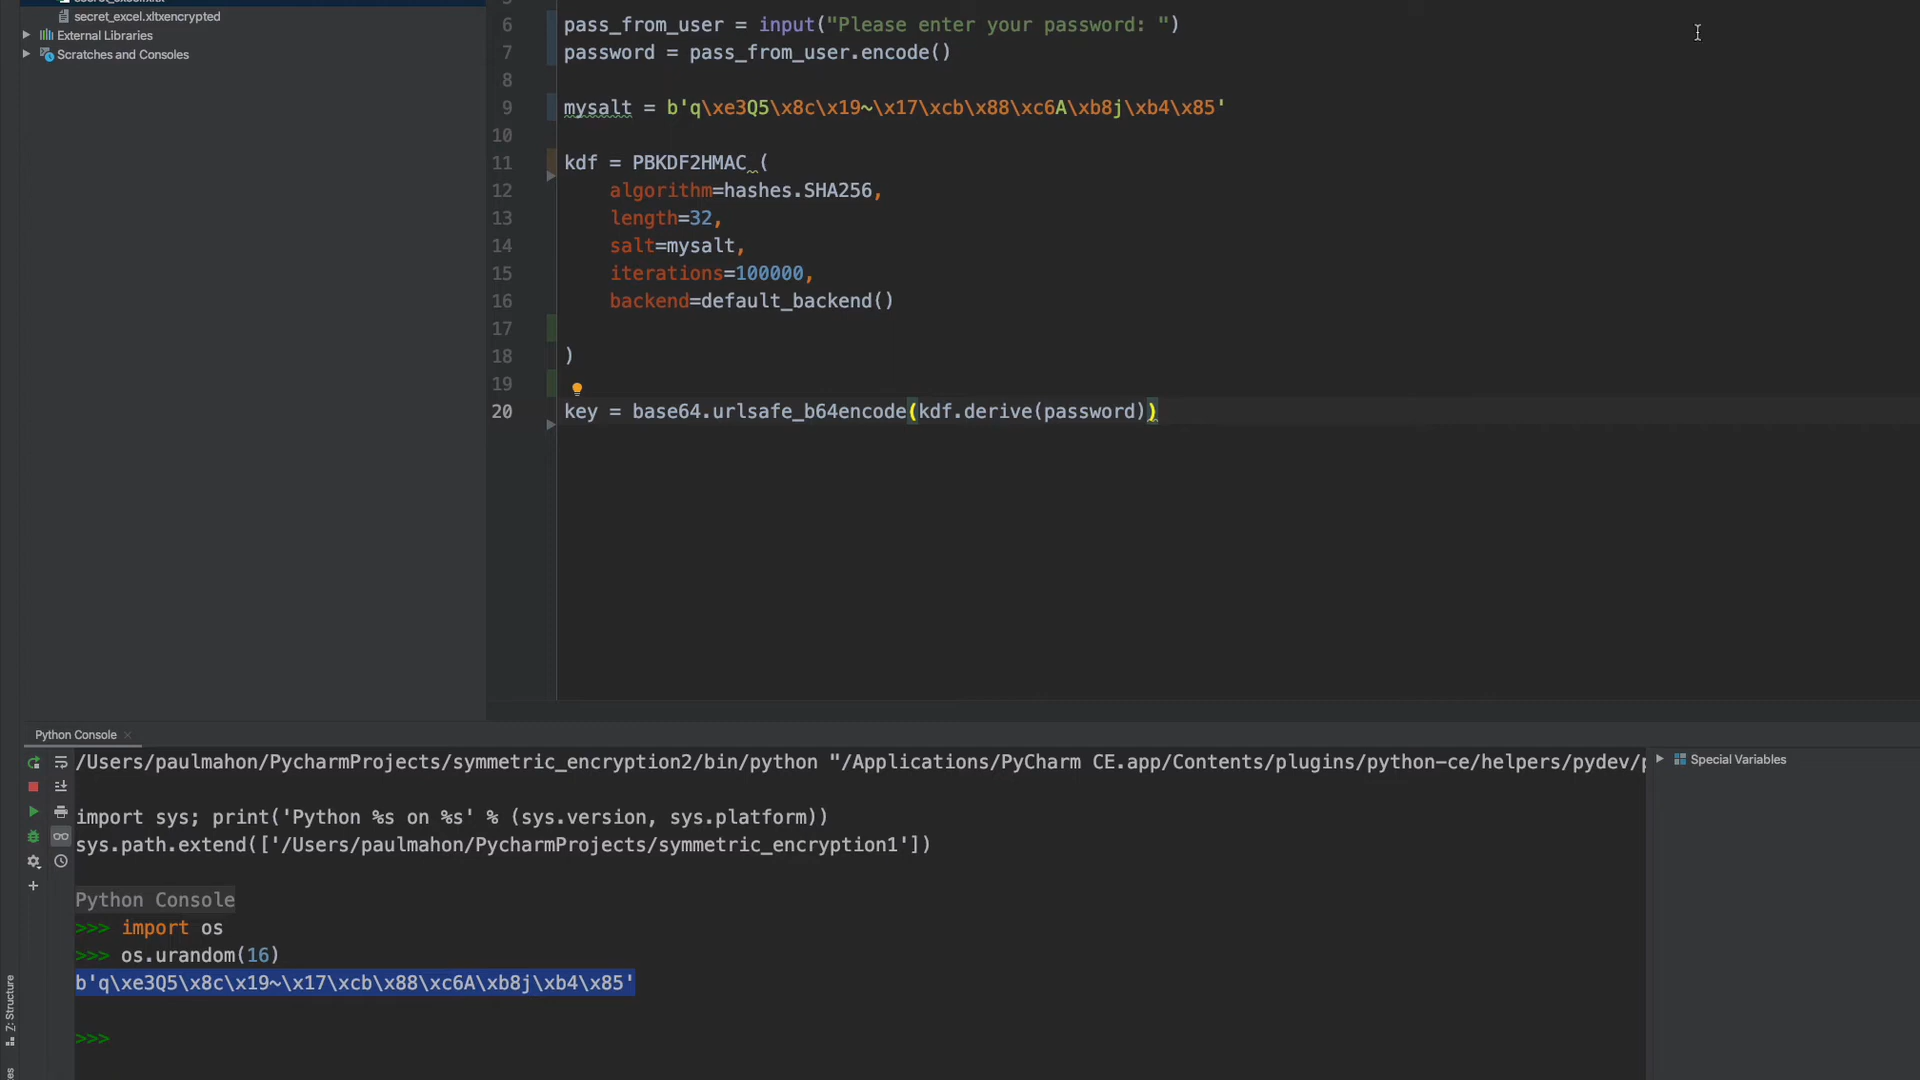 secret_excel.xltxencrypted
External Libraries
Scratches and Consoles
6 pass_from_user = input("Please enter your password: ")
7 password = pass_from_user.encode()
8
9 mysalt = b'q\xe3Q5\x8c\x19~\x17\xcb\x88\xc6A\xb8j\xb4\x85'
10
11 kdf = PBKDF2HMAC (
12 algorithm=hashes.SHA256,
13 length=32,
14 salt=mysalt,
15 iterations=100000,
16 backend=default_backend()
17
18 )
19
20 key = base64.urlsafe_b64encode(kdf.derive(password))
Python Console
/Users/paulmahon/PycharmProjects/symmetric_encryption2/bin/python "/Applications/PyCharm CE.app/Contents/plugins/python-ce/helpers/pydev/
Special Variables
import sys; print('Python %s on %s' % (sys.version, sys.platform))
sys.path.extend(['/Users/paulmahon/PycharmProjects/symmetric_encryption1'])
Python Console
>>> import os
>>> os.urandom(16)
b'q\xe3Q5\x8c\x19~\x17\xcb\x88\xc6A\xb8j\xb4\x85'
>>>
Z: Structure